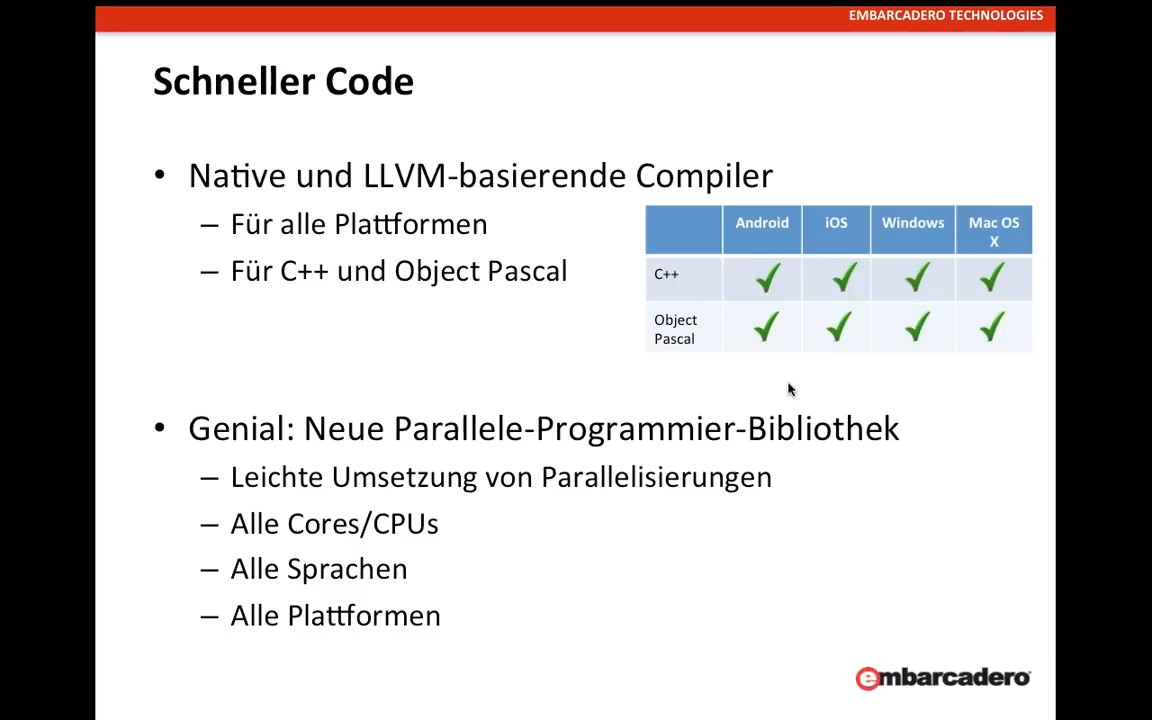 EMBARCADERO TECHNOLOGIES
Schneller Code
• Native und LLVM-basierende Compiler
– Für alle Plattformen
– Für C++ und Object Pascal
Android iOS Windows Mac OS
X
C++
Object
Pascal
• Genial: Neue Parallele-Programmier-Bibliothek
– Leichte Umsetzung von Parallelisierungen
– Alle Cores/CPUs
– Alle Sprachen
– Alle Plattformen
embarcadero